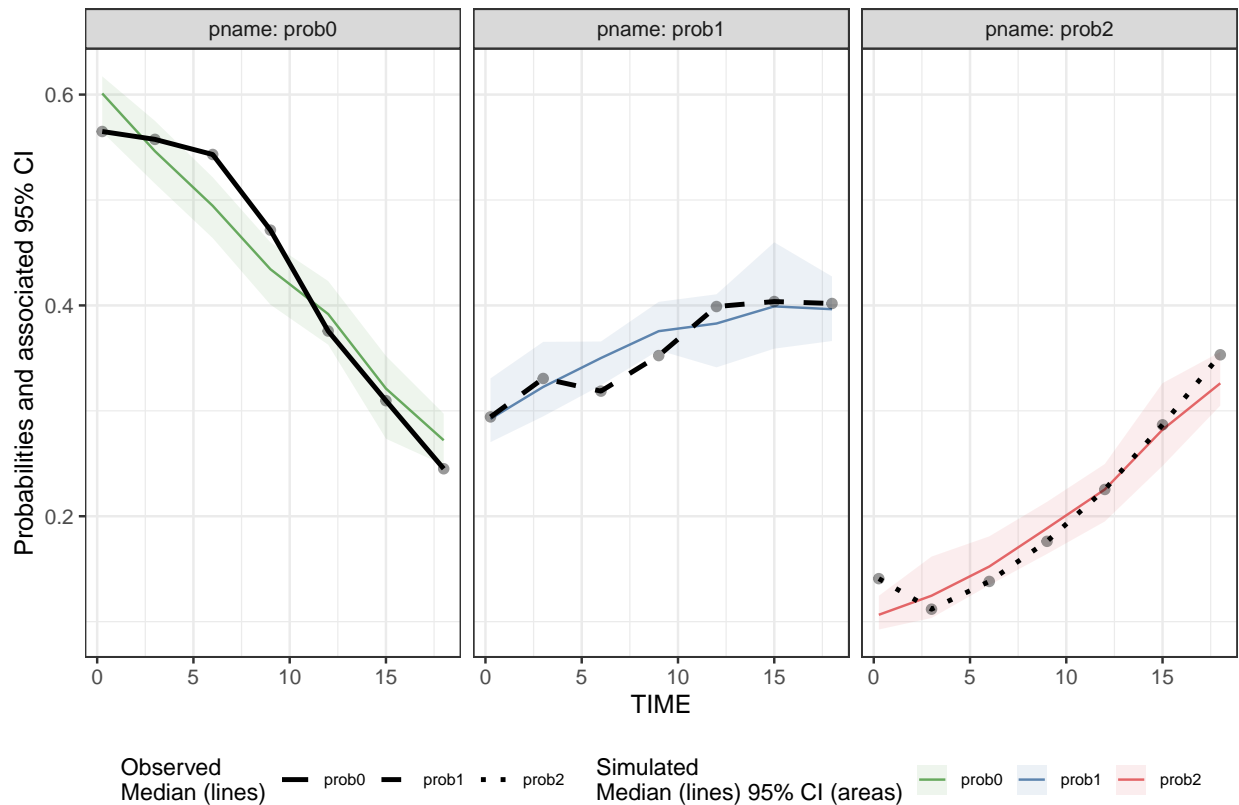 pname: prob0 pname: prob1 pname: prob2
Probabilities and associated 95% CI
0.6
0.4
0.2
0 5 10 15 0 5 10 15 0 5 10 15
TIME
Observed
Median (lines)
prob0 prob1 prob2
Simulated
Median (lines) 95% CI (areas)
prob0 prob1 prob2